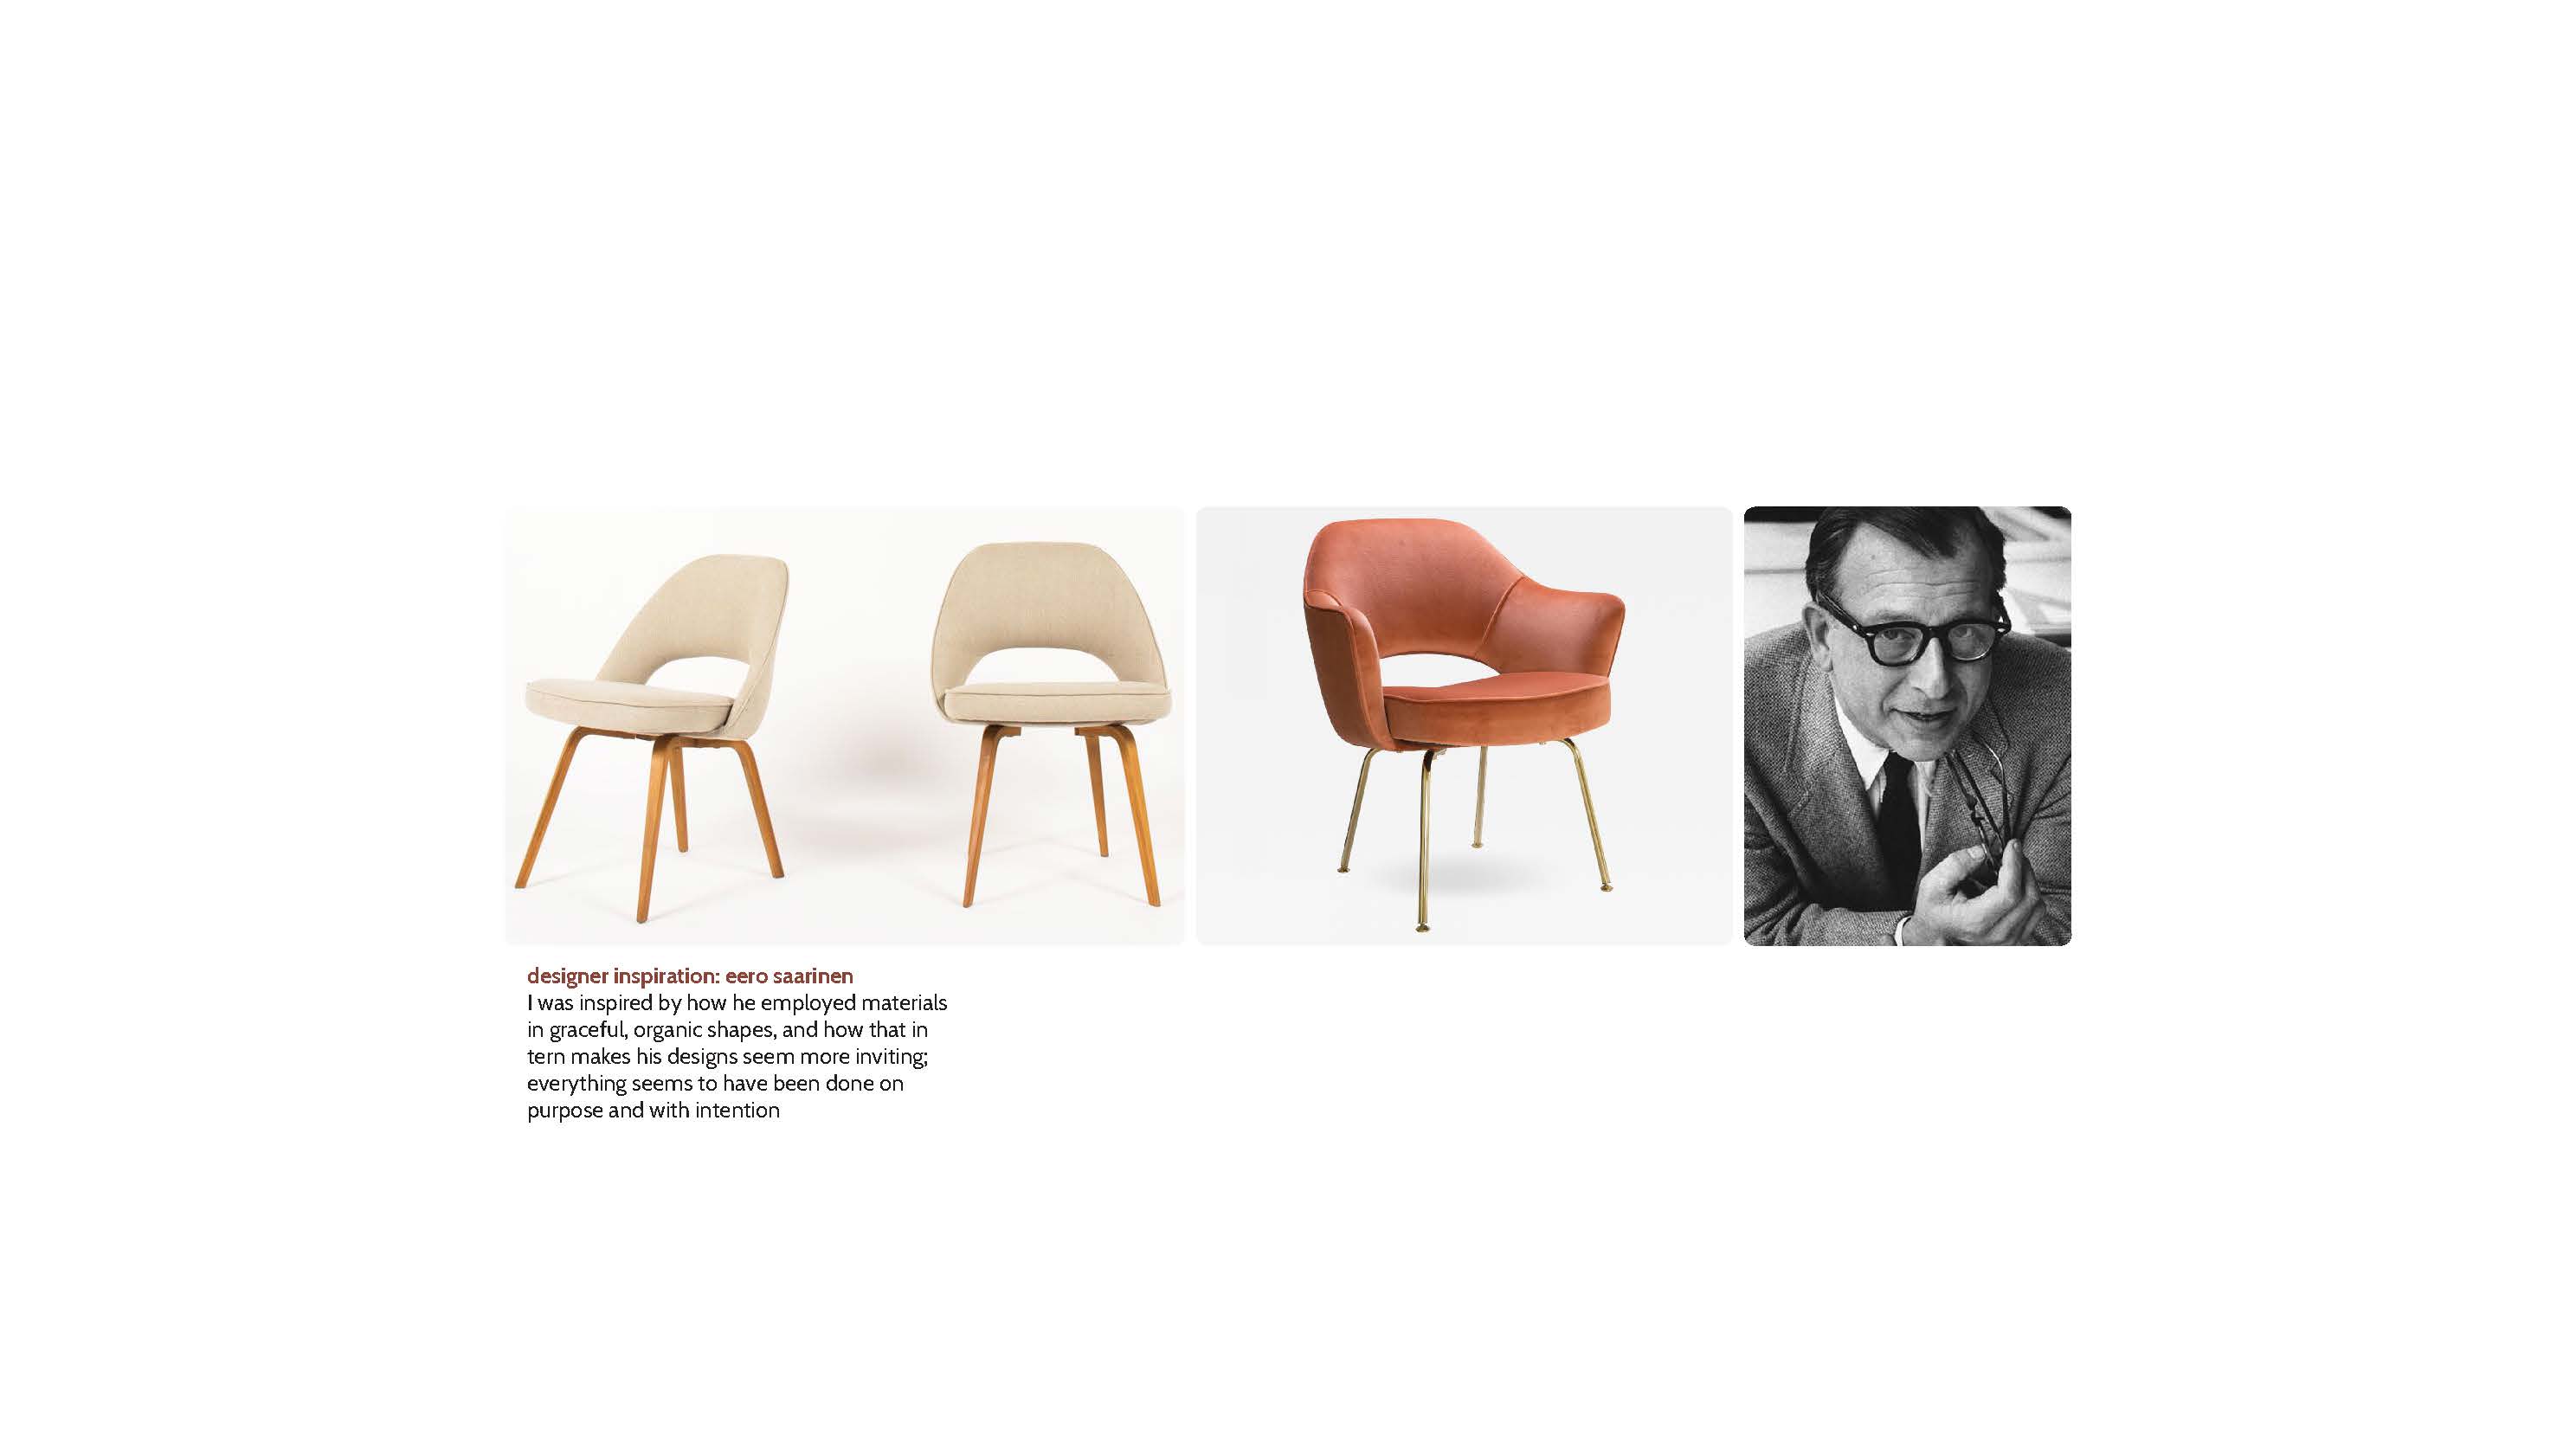 designer inspiration: eero saarinen
I was inspired by how he employed materials
in graceful, organic shapes, and how that in
tern makes his designs seem more inviting;
everything seems to have been done on
purpose and with intention